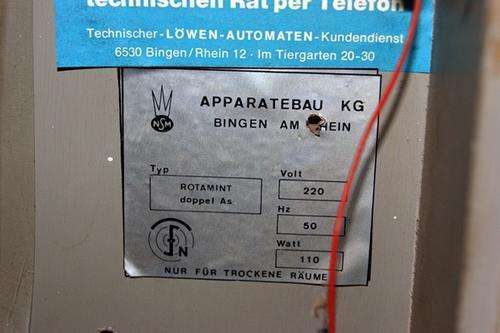 technischen Rat per Telefon
Technischer-LÖWEN-AUTOMATEN-Kundendienst
6530 Bingen/Rhein 12 · Im Tiergarten 20-30
NSM
APPARATEBAU KG
BINGEN AM RHEIN
Typ
ROTAMINT
doppel As
Volt
220
Hz
50
Watt
110
N
NUR FÜR TROCKENE RÄUME